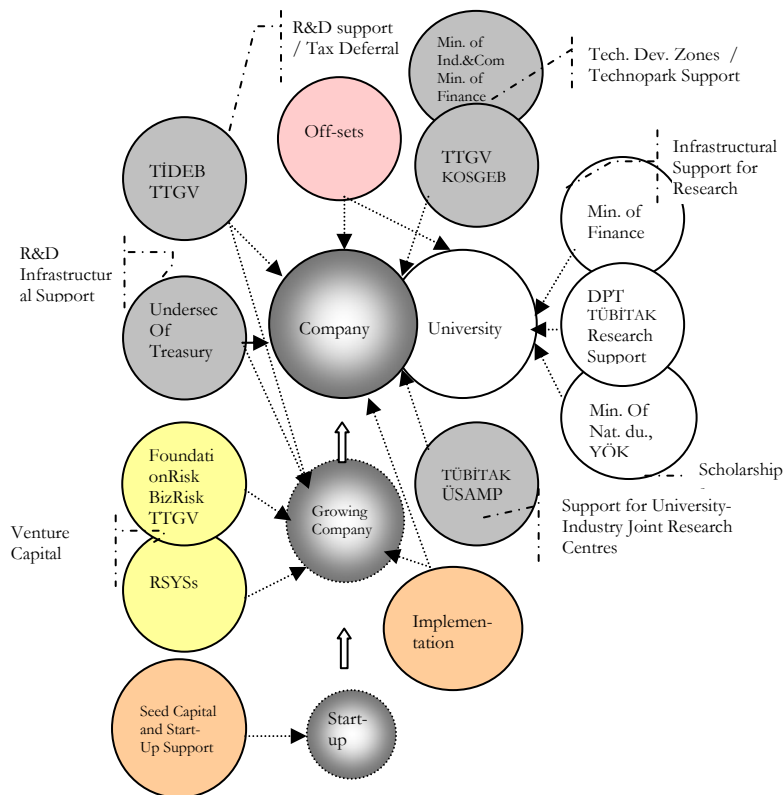 R&D support
/ Tax Deferral
Min. of
Ind.&Com
Min. of
Finance
Tech. Dev. Zones /
Technopark Support
Off-sets
TİDEB
TTGV
TTGV
KOSGEB
Infrastructural
Support for
Research
Min. of
Finance
R&D
Infrastructur
al Support
Undersec
Of
Treasury
Company
University
DPT
TÜBİTAK
Research
Support
Min. Of
Nat. du.,
YÖK
Scholarship
Foundati
onRisk
BizRisk
TTGV
Growing
Company
TÜBİTAK
ÜSAMP
Support for University-
Industry Joint Research
Centres
Venture
Capital
RSYSs
Implemen-
tation
Seed Capital
and Start-
Up Support
Start-
up